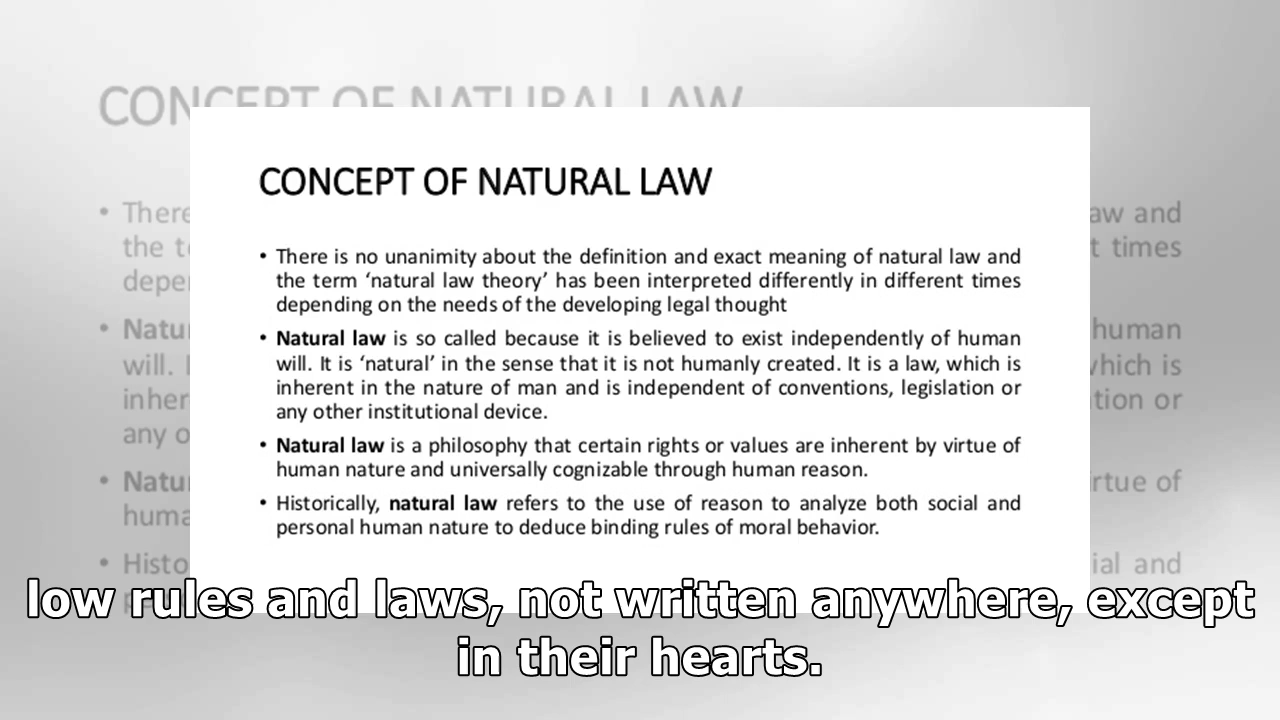 CONCEPT OF NATURAL LAW
• There is no unanimity about the definition and exact meaning of natural law and
the term ‘natural law theory’ has been interpreted differently in different times
depending on the needs of the developing legal thought
• Natural law is so called because it is believed to exist independently of human
will. It is ‘natural’ in the sense that it is not humanly created. It is a law, which is
inherent in the nature of man and is independent of conventions, legislation or
any other institutional device.
• Natural law is a philosophy that certain rights or values are inherent by virtue of
human nature and universally cognizable through human reason.
• Historically, natural law refers to the use of reason to analyze both social and
personal human nature to deduce binding rules of moral behavior.
low rules and laws, not written anywhere, except
in their hearts.